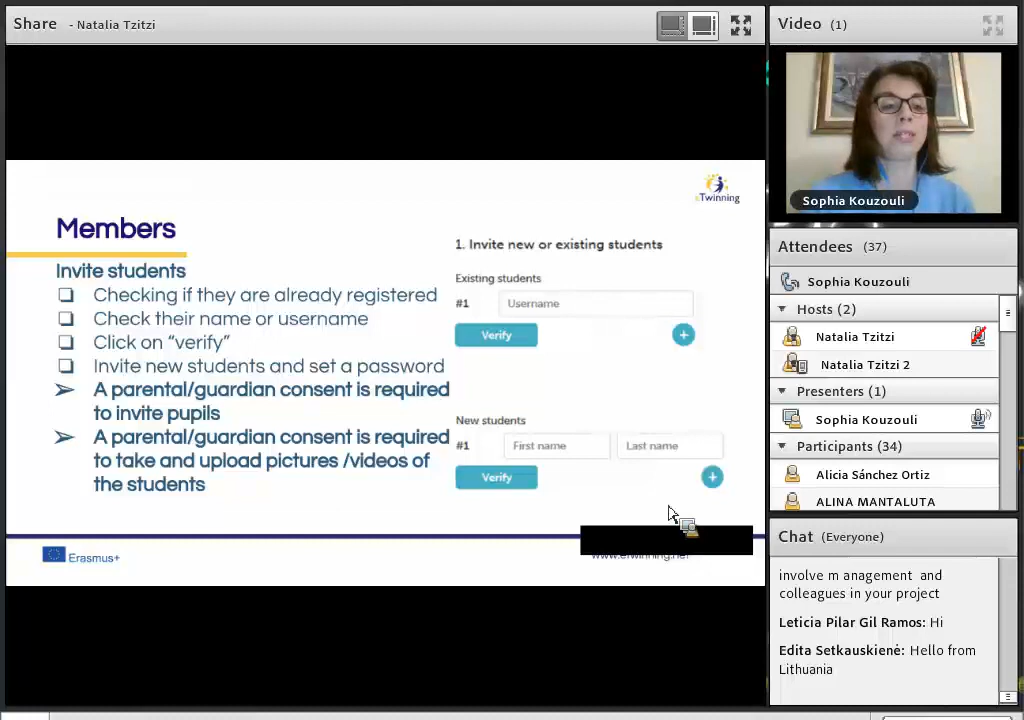 Share - Natalia Tzitzi
eTwinning
Members
Invite students
Checking if they are already registered
Check their name or username
Click on “verify”
Invite new students and set a password
A parental/guardian consent is required
to invite pupils
A parental/guardian consent is required
to take and upload pictures /videos of
the students
1. Invite new or existing students
Existing students
#1 Username
Verify
New students
#1 First name Last name
Verify
Erasmus+
Video (1)
Sophia Kouzouli
Attendees (37)
Sophia Kouzouli
Hosts (2)
Natalia Tzitzi
Natalia Tzitzi 2
Presenters (1)
Sophia Kouzouli
Participants (34)
Alicia Sánchez Ortiz
ALINA MANTALUTA
Chat (Everyone)
involve m anagement and
colleagues in your project
Leticia Pilar Gil Ramos: Hi
Edita Setkauskienė: Hello from
Lithuania